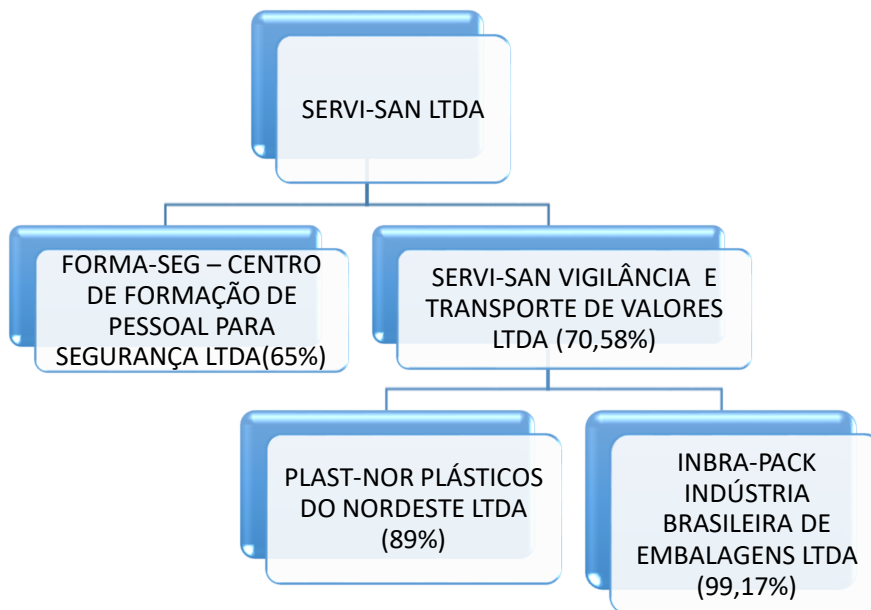 SERVI-SAN LTDA
FORMA-SEG – CENTRO
DE FORMAÇÃO DE
PESSOAL PARA
SEGURANÇA LTDA(65%)
SERVI-SAN VIGILÂNCIA E
TRANSPORTE DE VALORES
LTDA (70,58%)
PLAST-NOR PLÁSTICOS
DO NORDESTE LTDA
(89%)
INBRA-PACK
INDÚSTRIA
BRASILEIRA DE
EMBALAGENS LTDA
(99,17%)